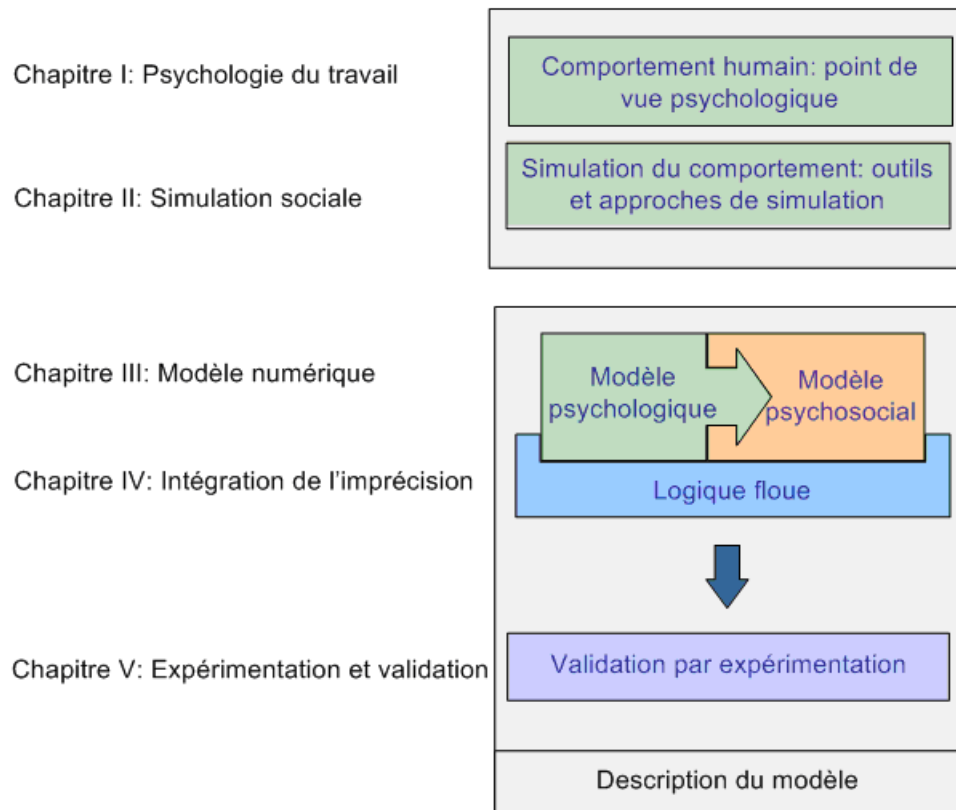 Chapitre I: Psychologie du travail
Comportement humain: point de
vue psychologique
Chapitre II: Simulation sociale
Simulation du comportement: outils
et approches de simulation
Chapitre III: Modèle numérique
Modèle
psychologique
Modèle
psychosocial
Chapitre IV: Intégration de l'imprécision
Logique floue
Chapitre V: Expérimentation et validation
Validation par expérimentation
Description du modèle